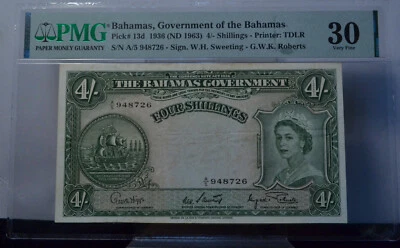 PMG
PAPER MONEY GUARANTY
Bahamas, Government of the Bahamas
Pick# 13d 1936 (ND 1963) 4/- Shillings - Printer: TDLR
S/N A/5 948726 - Sign. W.H. Sweeting - G.W.K. Roberts
30
Very Fine
THE BAHAMAS GOVERNMENT
4/-
4/-
A/5 948726
FOUR SHILLINGS
A/5 948726
4/-
4/-